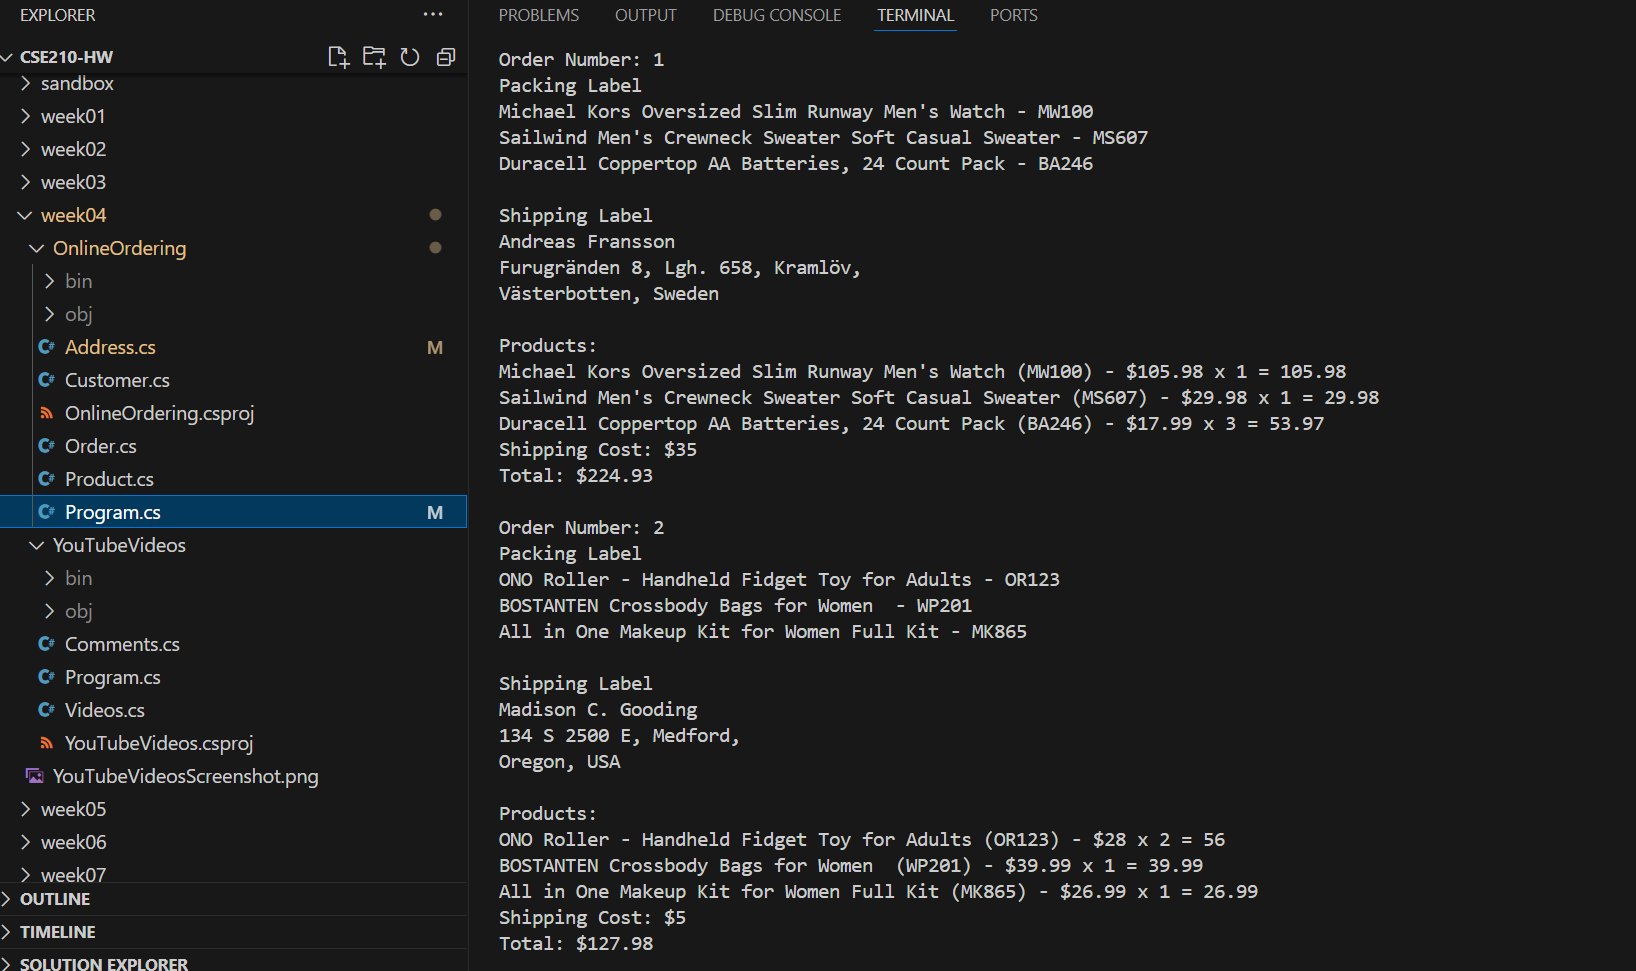 EXPLORER
CSE210-HW
sandbox
week01
week02
week03
week04
OnlineOrdering
bin
obj
Address.cs M
Customer.cs
OnlineOrdering.csproj
Order.cs
Product.cs
Program.cs M
YouTubeVideos
bin
obj
Comments.cs
Program.cs
Videos.cs
YouTubeVideos.csproj
YouTubeVideosScreenshot.png
week05
week06
week07
OUTLINE
TIMELINE
SOLUTION EXPLORER
PROBLEMS OUTPUT DEBUG CONSOLE TERMINAL PORTS
Order Number: 1
Packing Label
Michael Kors Oversized Slim Runway Men's Watch - MW100
Sailwind Men's Crewneck Sweater Soft Casual Sweater - MS607
Duracell Coppertop AA Batteries, 24 Count Pack - BA246
Shipping Label
Andreas Fransson
Furugränden 8, Lgh. 658, Kramlöv,
Västerbotten, Sweden
Products:
Michael Kors Oversized Slim Runway Men's Watch (MW100) - $105.98 x 1 = 105.98
Sailwind Men's Crewneck Sweater Soft Casual Sweater (MS607) - $29.98 x 1 = 29.98
Duracell Coppertop AA Batteries, 24 Count Pack (BA246) - $17.99 x 3 = 53.97
Shipping Cost: $35
Total: $224.93
Order Number: 2
Packing Label
ONO Roller - Handheld Fidget Toy for Adults - OR123
BOSTANTEN Crossbody Bags for Women  - WP201
All in One Makeup Kit for Women Full Kit - MK865
Shipping Label
Madison C. Gooding
134 S 2500 E, Medford,
Oregon, USA
Products:
ONO Roller - Handheld Fidget Toy for Adults (OR123) - $28 x 2 = 56
BOSTANTEN Crossbody Bags for Women  (WP201) - $39.99 x 1 = 39.99
All in One Makeup Kit for Women Full Kit (MK865) - $26.99 x 1 = 26.99
Shipping Cost: $5
Total: $127.98